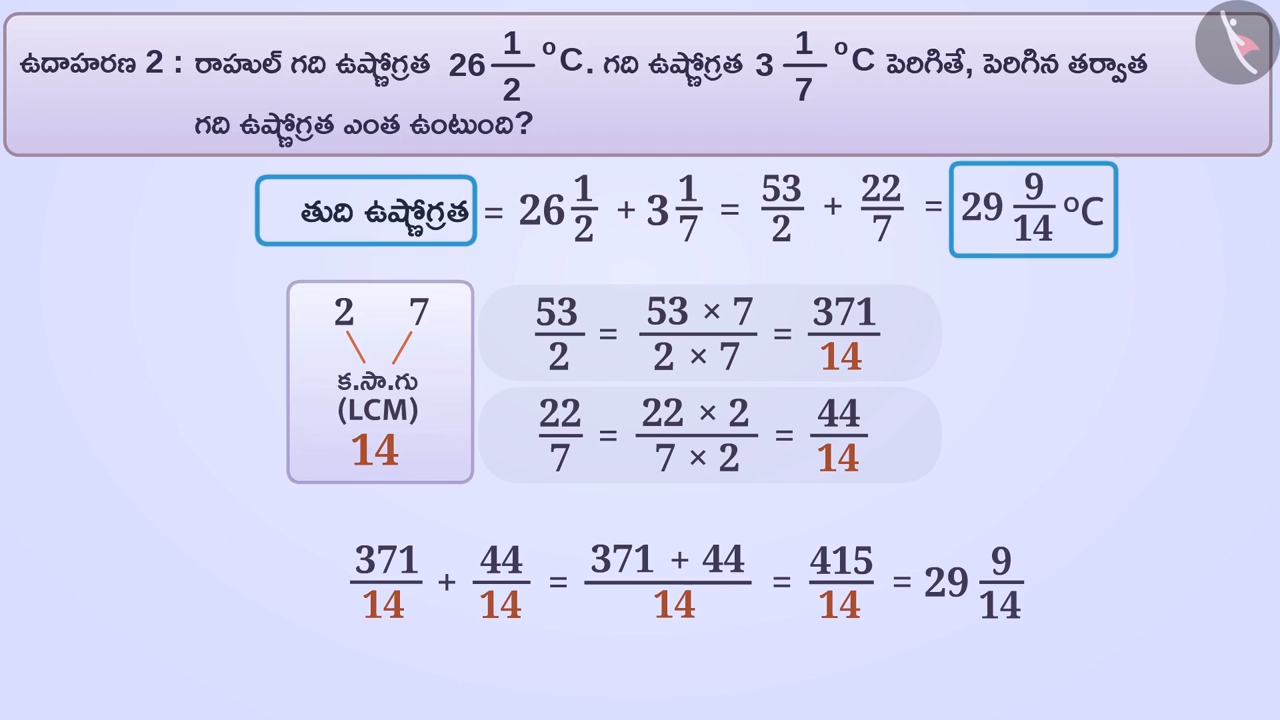 ఉదాహరణ 2 : రాహుల్ గది ఉష్ణోగ్రత 26 1/2 °C. గది ఉష్ణోగ్రత 3 1/7 °C పెరిగితే, పెరిగిన తర్వాత
గది ఉష్ణోగ్రత ఎంత ఉంటుంది?
తుది ఉష్ణోగ్రత = 26 1/2 + 3 1/7 = 53/2 + 22/7 = 29 9/14 °C
2 7
క.సా.గు
(LCM)
14
53/2 = 53 × 7/2 × 7 = 371/14
22/7 = 22 × 2/7 × 2 = 44/14
371/14 + 44/14 = 371 + 44/14 = 415/14 = 29 9/14